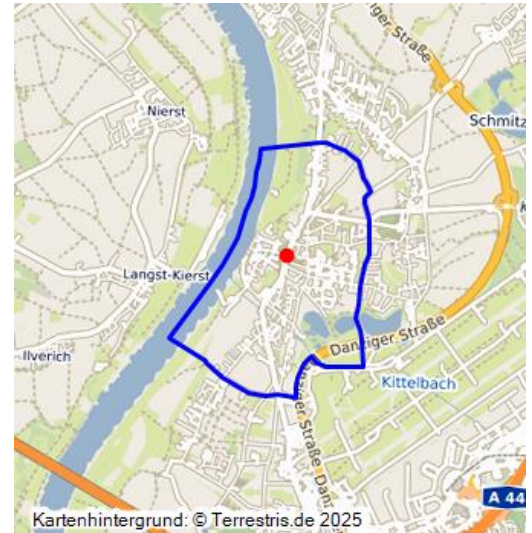 Danziger Straße
Nierst
Schmitz
K
Langst-Kierst
Ilverich
Danziger Straße
Kittelbach
Danziger Straße
A 44
Kartenhintergrund: © Terrestris.de 2025